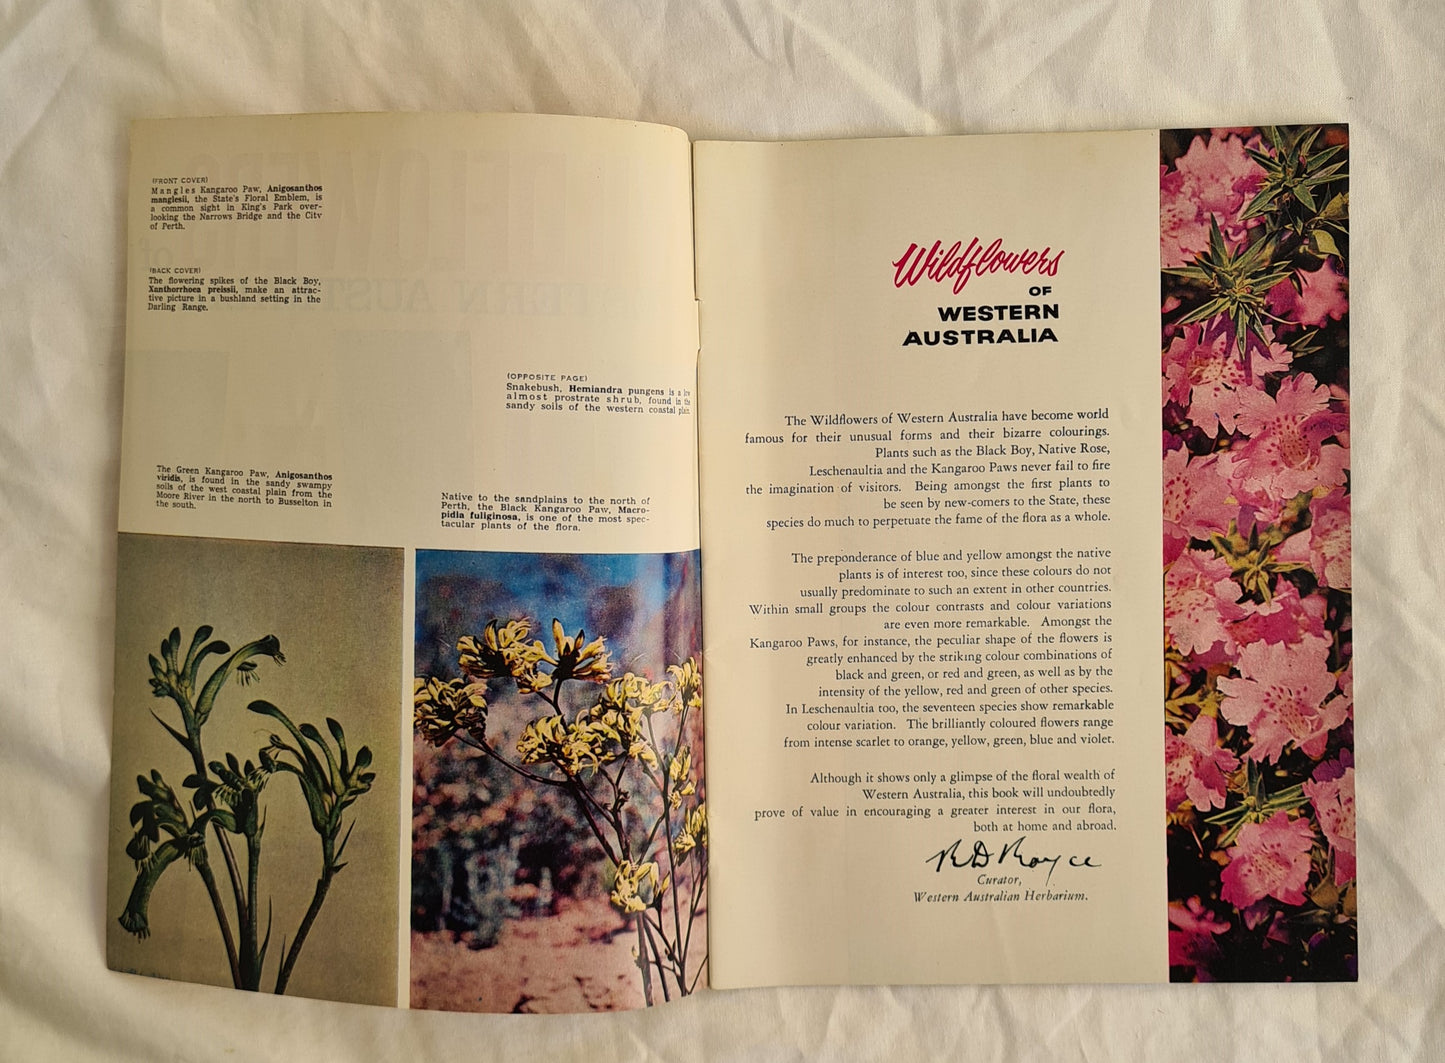 (FRONT COVER)
Mangles Kangaroo Paw, Anigosanthos
manglesii, the State's Floral Emblem, is
a common sight in King's Park over-
looking the Narrows Bridge and the City
of Perth.
(BACK COVER)
The flowering spikes of the Black Boy,
Xanthorrhoea preissii, make an attrac-
tive picture in a bushland setting in the
Darling Range.
(OPPOSITE PAGE)
Snakebush, Hemiandra pungens is a low
almost prostrate shrub, found in the
sandy soils of the western coastal plain
The Green Kangaroo Paw, Anigosanthos
viridis, is found in the sandy swampy
soils of the west coastal plain from the
Moore River in the north to Busselton in
the south.
Native to the sandplains to the north of
Perth, the Black Kangaroo Paw, Macro-
pidia fuliginosa, is one of the most spec-
tacular plants of the flora.
Wildflowers
OF
WESTERN
AUSTRALIA
The Wildflowers of Western Australia have become world
famous for their unusual forms and their bizarre colourings.
Plants such as the Black Boy, Native Rose,
Leschenaultia and the Kangaroo Paws never fail to fire
the imagination of visitors. Being amongst the first plants to
be seen by new-comers to the State, these
species do much to perpetuate the fame of the flora as a whole.
The preponderance of blue and yellow amongst the native
plants is of interest too, since these colours do not
usually predominate to such an extent in other countries.
Within small groups the colour contrasts and colour variations
are even more remarkable. Amongst the
Kangaroo Paws, for instance, the peculiar shape of the flowers is
greatly enhanced by the striking colour combinations of
black and green, or red and green, as well as by the
intensity of the yellow, red and green of other species.
In Leschenaultia too, the seventeen species show remarkable
colour variation. The brilliantly coloured flowers range
from intense scarlet to orange, yellow, green, blue and violet.
Although it shows only a glimpse of the floral wealth of
Western Australia, this book will undoubtedly
prove of value in encouraging a greater interest in our flora,
both at home and abroad.
R D Royce
Curator,
Western Australian Herbarium.